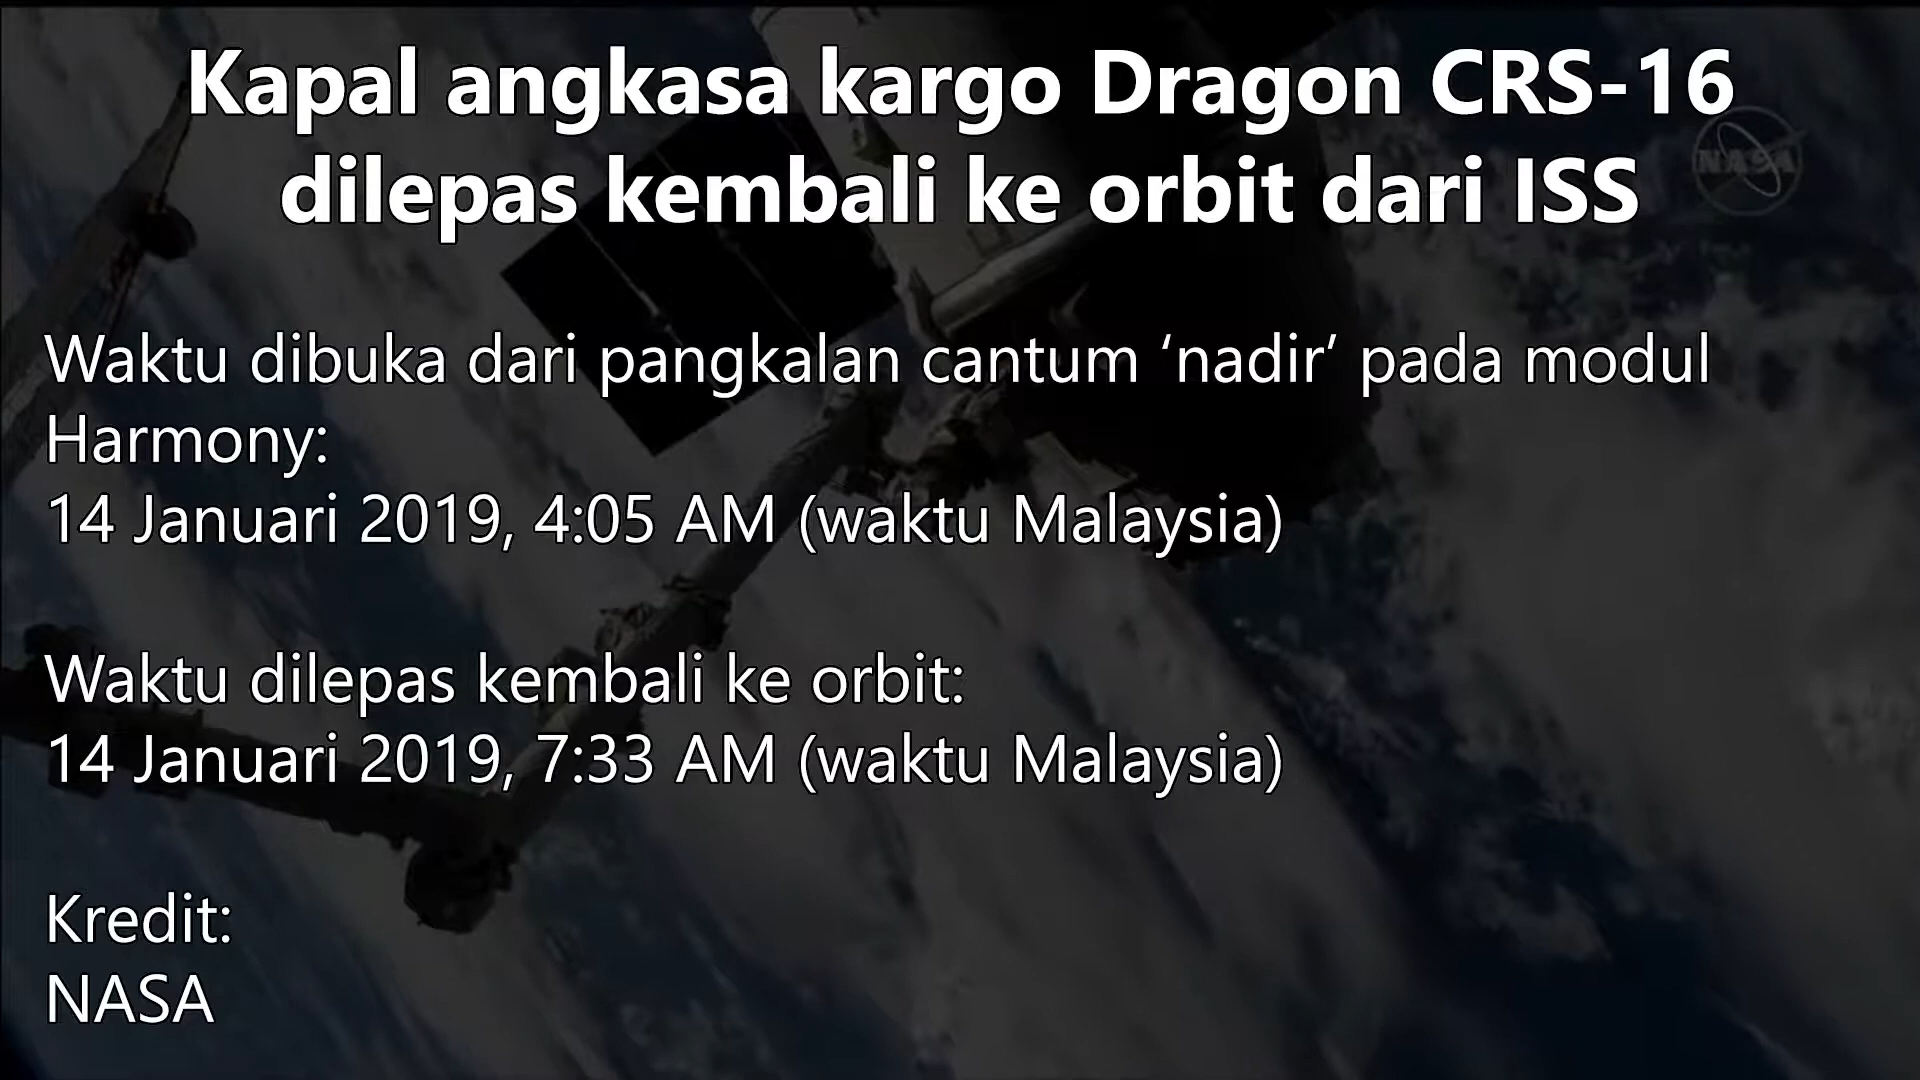 Kapal angkasa kargo Dragon CRS-16
dilepas kembali ke orbit dari ISS
NASA
Waktu dibuka dari pangkalan cantum ‘nadir’ pada modul
Harmony:
14 Januari 2019, 4:05 AM (waktu Malaysia)
Waktu dilepas kembali ke orbit:
14 Januari 2019, 7:33 AM (waktu Malaysia)
Kredit:
NASA